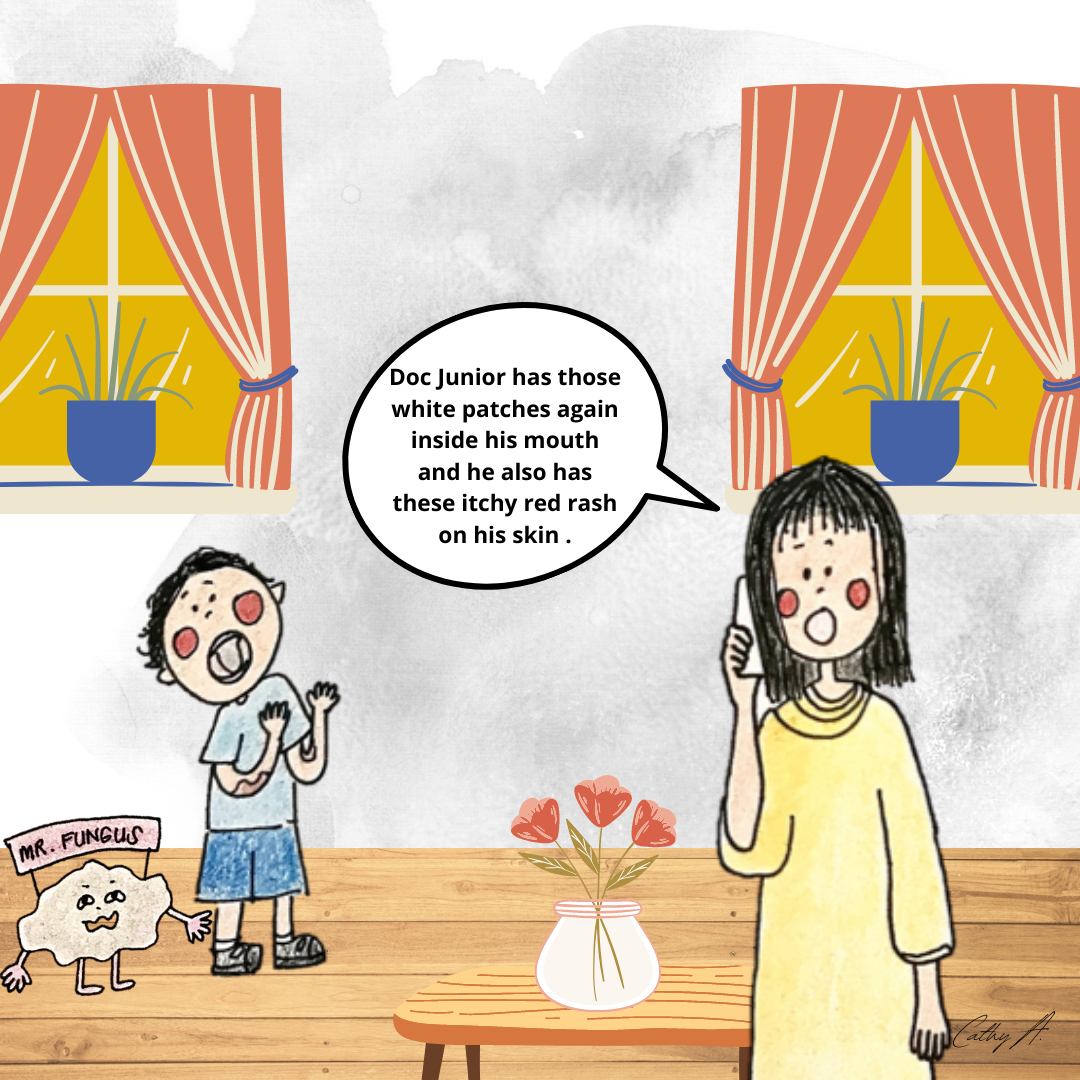 Doc Junior has those
white patches again
inside his mouth
and he also has
these itchy red rash
on his skin .
MR. FUNGUS
Cathy A.